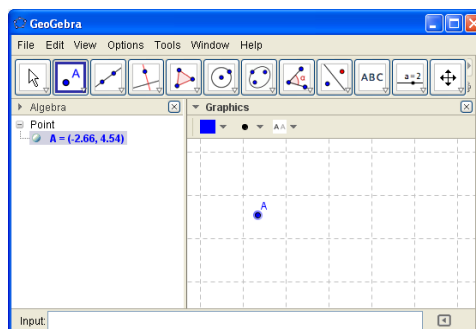 GeoGebra
File Edit View Options Tools Window Help
A ABC a=2
Algebra Graphics
Point
A = (-2.66, 4.54)
AA
A
Input: